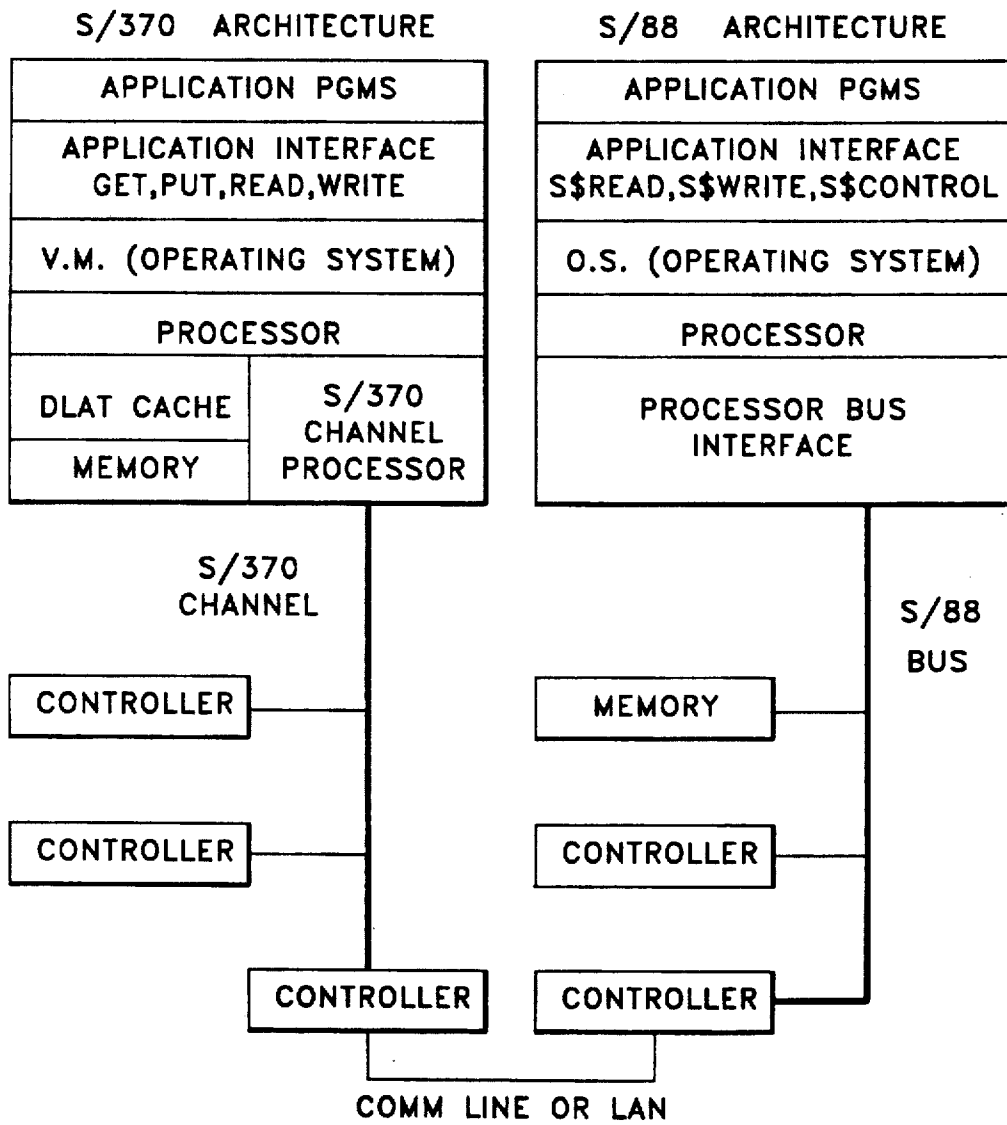 S/370 ARCHITECTURE
APPLICATION PGMS
APPLICATION INTERFACE
GET,PUT,READ,WRITE
V.M. (OPERATING SYSTEM)
PROCESSOR
DLAT CACHE
MEMORY
S/370
CHANNEL
PROCESSOR
S/370
CHANNEL
CONTROLLER
CONTROLLER
CONTROLLER
S/88 ARCHITECTURE
APPLICATION PGMS
APPLICATION INTERFACE
S$READ,S$WRITE,S$CONTROL
O.S. (OPERATING SYSTEM)
PROCESSOR
PROCESSOR BUS
INTERFACE
S/88
BUS
MEMORY
CONTROLLER
CONTROLLER
COMM LINE OR LAN